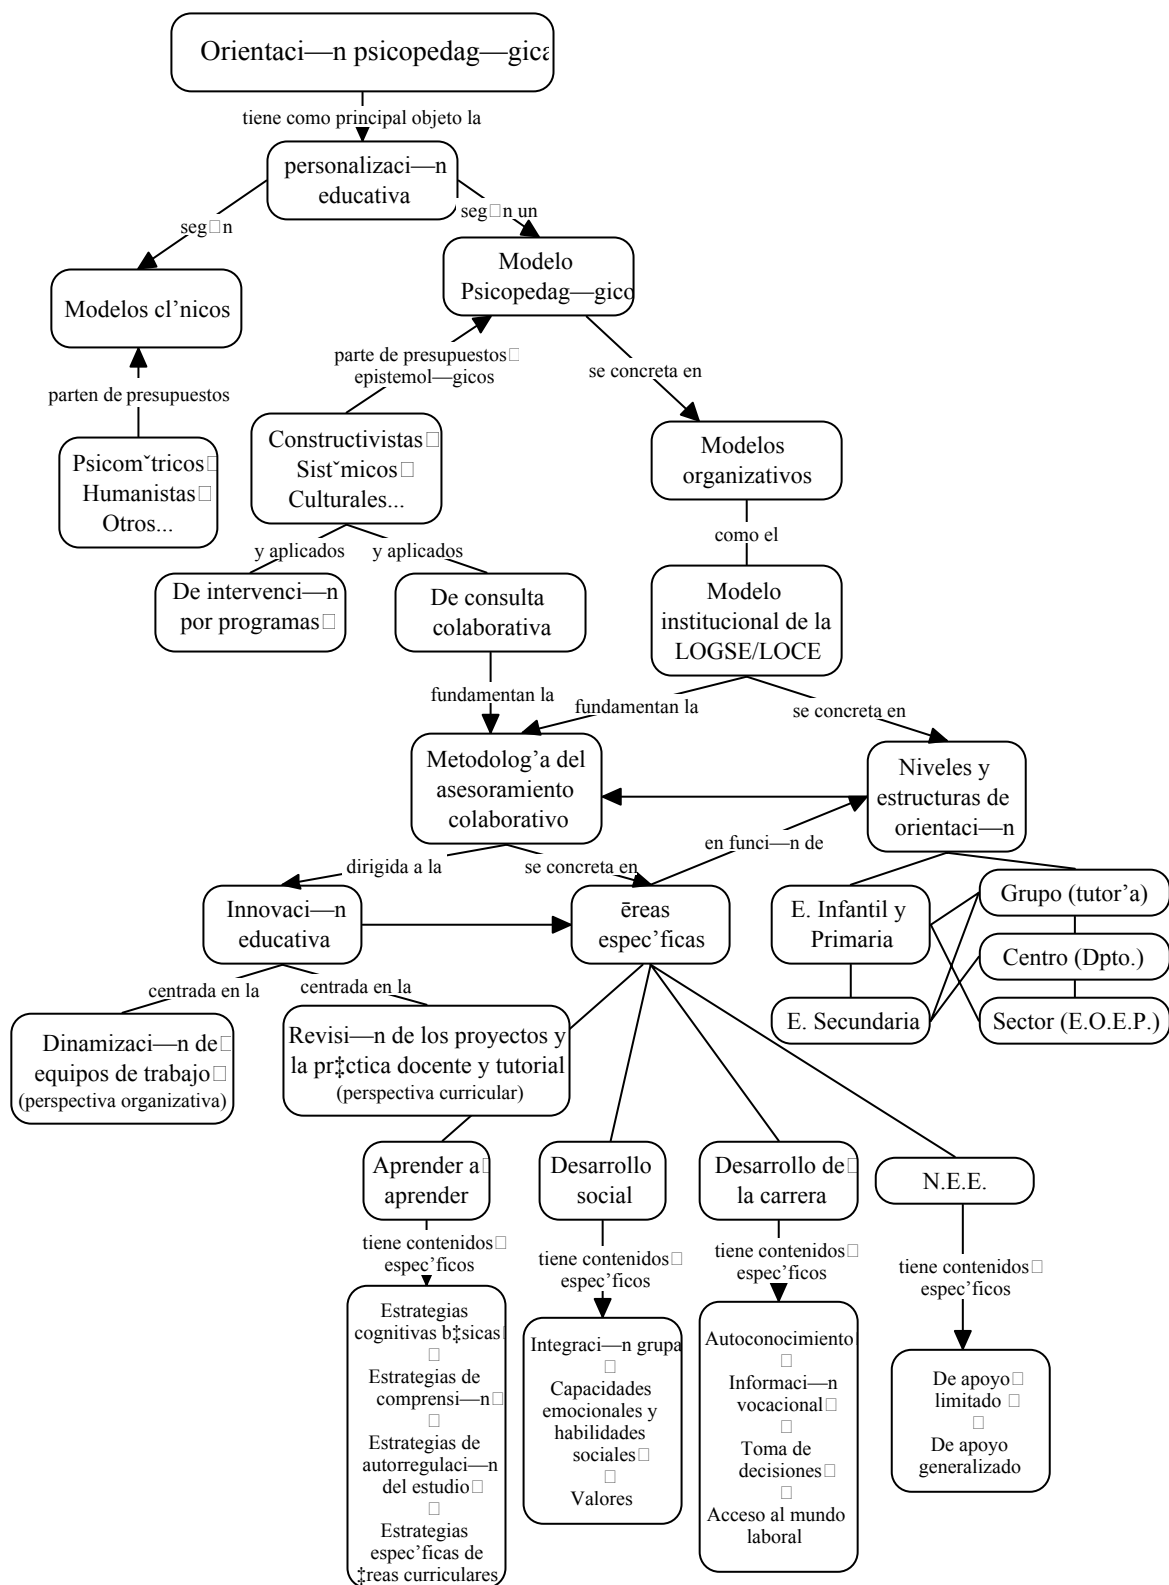 Orientaci—n psicopedag—gica
tiene como principal objeto la
personalizaci—n
educativa
seg□n
seg□n un
Modelo
Psicopedag—gico
Modelos cl’nicos
parte de presupuestos□
epistemol—gicos
se concreta en
parten de presupuestos
Constructivistas□
Sistˇmicos□
Culturales...
Modelos
organizativos
Psicomˇtricos□
Humanistas□
Otros...
y aplicados
y aplicados
como el
De intervenci—n
por programas□
De consulta
colaborativa
Modelo
institucional de la
LOGSE/LOCE
fundamentan la
fundamentan la
se concreta en
Metodolog’a del
asesoramiento
colaborativo
Niveles y
estructuras de
orientaci—n
en funci—n de
dirigida a la
se concreta en
Innovaci—n
educativa
ēreas
espec’ficas
E. Infantil y
Primaria
Grupo (tutor’a)
Centro (Dpto.)
E. Secundaria
Sector (E.O.E.P.)
centrada en la
centrada en la
Dinamizaci—n de□
equipos de trabajo□
(perspectiva organizativa)
Revisi—n de los proyectos y
la pr‡ctica docente y tutorial
(perspectiva curricular)
Aprender a□
aprender
Desarrollo
social
Desarrollo de□
la carrera
N.E.E.
tiene contenidos□
espec’ficos
tiene contenidos□
espec’ficos
tiene contenidos□
espec’ficos
tiene contenidos□
espec’ficos
Estrategias
cognitivas b‡sicas□
□
Estrategias de
comprensi—n□
□
Estrategias de
autorregulaci—n
del estudio□
□
Estrategias
espec’ficas de
‡reas curriculares
Integraci—n grupa
□
Capacidades
emocionales y
habilidades
sociales□
□
Valores
Autoconocimiento□
□
Informaci—n
vocacional□
□
Toma de
decisiones□
□
Acceso al mundo
laboral
De apoyo□
limitado □
□
De apoyo
generalizado